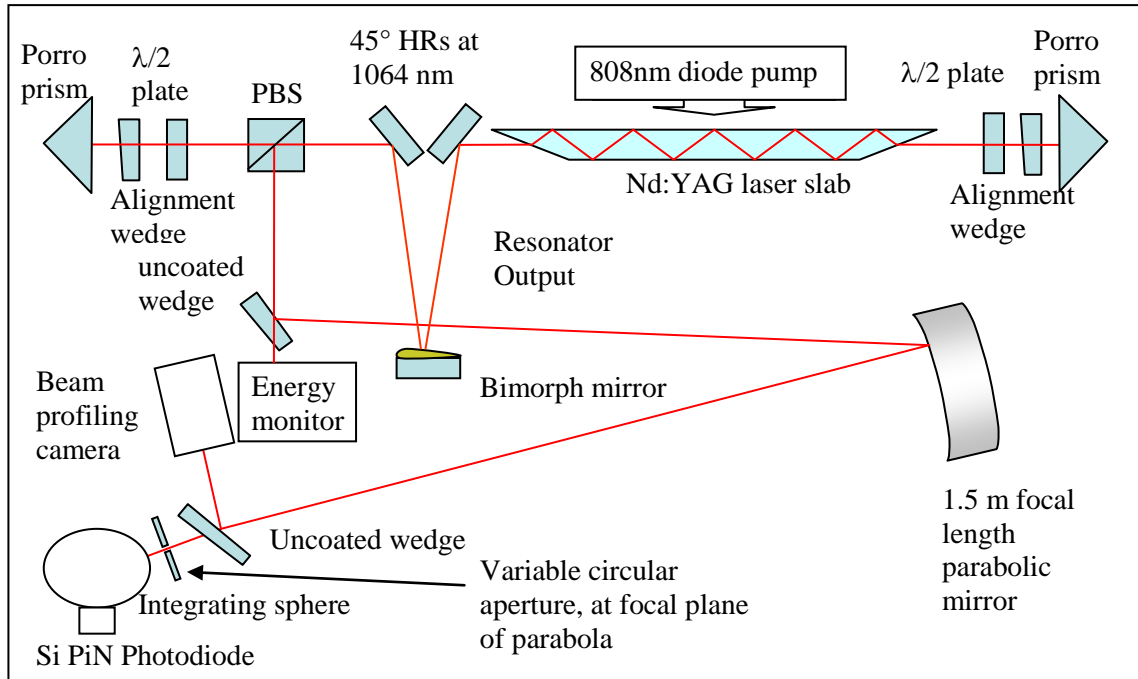 Porro
prism
λ/2
plate
PBS
45° HRs at
1064 nm
808nm diode pump
λ/2 plate
Porro
prism
Alignment
wedge
Nd:YAG laser slab
Alignment
wedge
uncoated
wedge
Resonator
Output
Beam
profiling
camera
Energy
monitor
Bimorph mirror
1.5 m focal
length
parabolic
mirror
Uncoated wedge
Integrating sphere
Variable circular
aperture, at focal plane
of parabola
Si PiN Photodiode